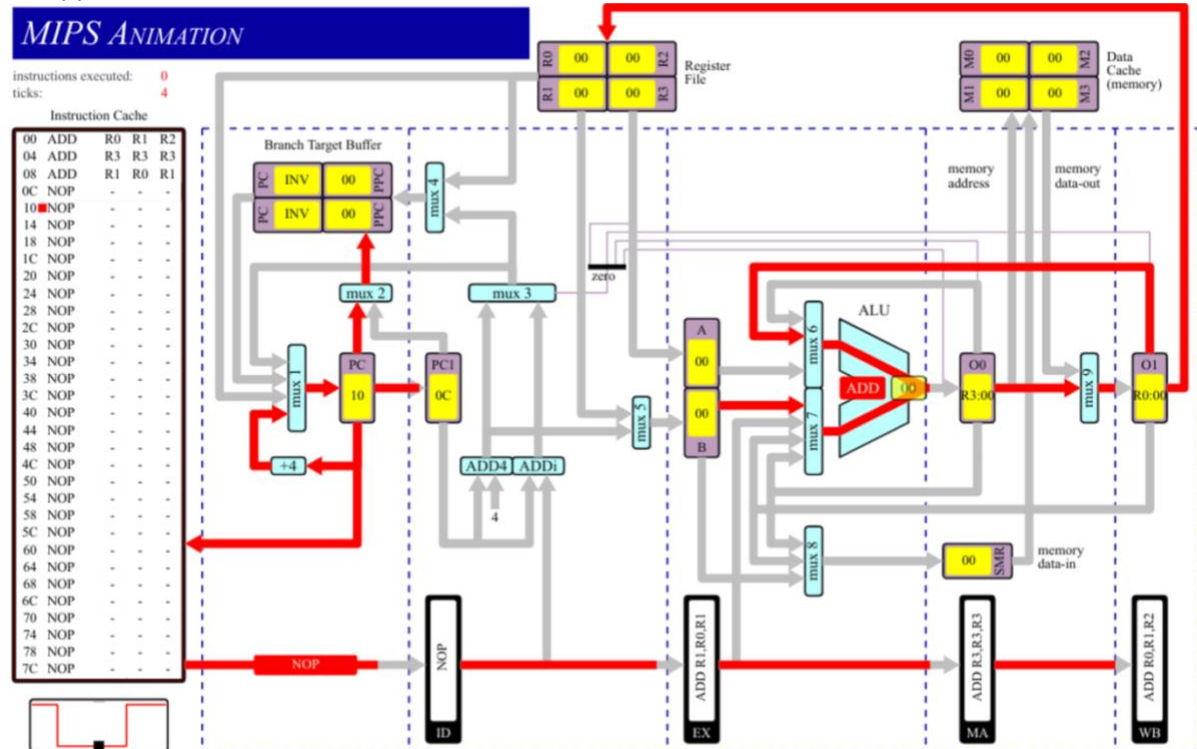 MIPS ANIMATION
instructions executed: 0
ticks: 4
Instruction Cache
00 ADD R0 R1 R2
04 ADD R3 R3 R3
08 ADD R1 R0 R1
0C NOP - - -
10 NOP - - -
14 NOP - - -
18 NOP - - -
1C NOP - - -
20 NOP - - -
24 NOP - - -
28 NOP - - -
2C NOP - - -
30 NOP - - -
34 NOP - - -
38 NOP - - -
3C NOP - - -
40 NOP - - -
44 NOP - - -
48 NOP - - -
4C NOP - - -
50 NOP - - -
54 NOP - - -
58 NOP - - -
5C NOP - - -
60 NOP - - -
64 NOP - - -
68 NOP - - -
6C NOP - - -
70 NOP - - -
74 NOP - - -
78 NOP - - -
7C NOP - - -
R0 00 00 R2
R1 00 00 R3
Register
File
M0 00 00 M2
M1 00 00 M3
Data
Cache
(memory)
Branch Target Buffer
PC INV 00 PPC
PC INV 00 PPC
mux 4
memory
address
memory
data-out
zero
mux 2
mux 3
mux 1
PC
10
PC1
0C
+4
ADD4 ADDi
4
mux 5
A
00
00
B
mux 6
mux 7
ALU
ADD 00
O0
R3:00
mux 9
O1
R0:00
mux 8
00 SMR
memory
data-in
NOP
NOP
ID
ADD R1,R0,R1
EX
ADD R3,R3,R3
MA
ADD R0,R1,R2
WB